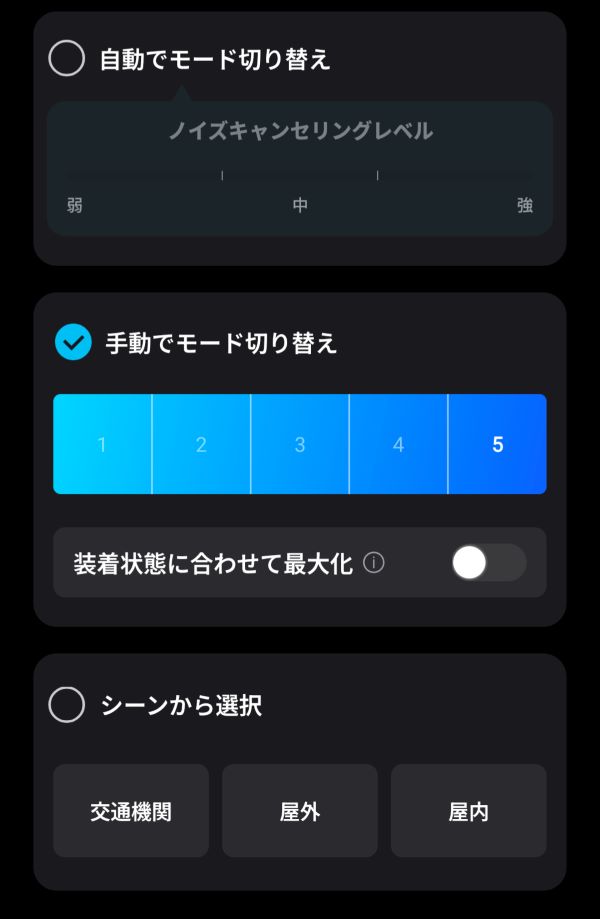 自動でモード切り替え
ノイズキャンセリングレベル
弱 中 強
手動でモード切り替え
1 2 3 4 5
装着状態に合わせて最大化 ⓘ
シーンから選択
交通機関 屋外 屋内